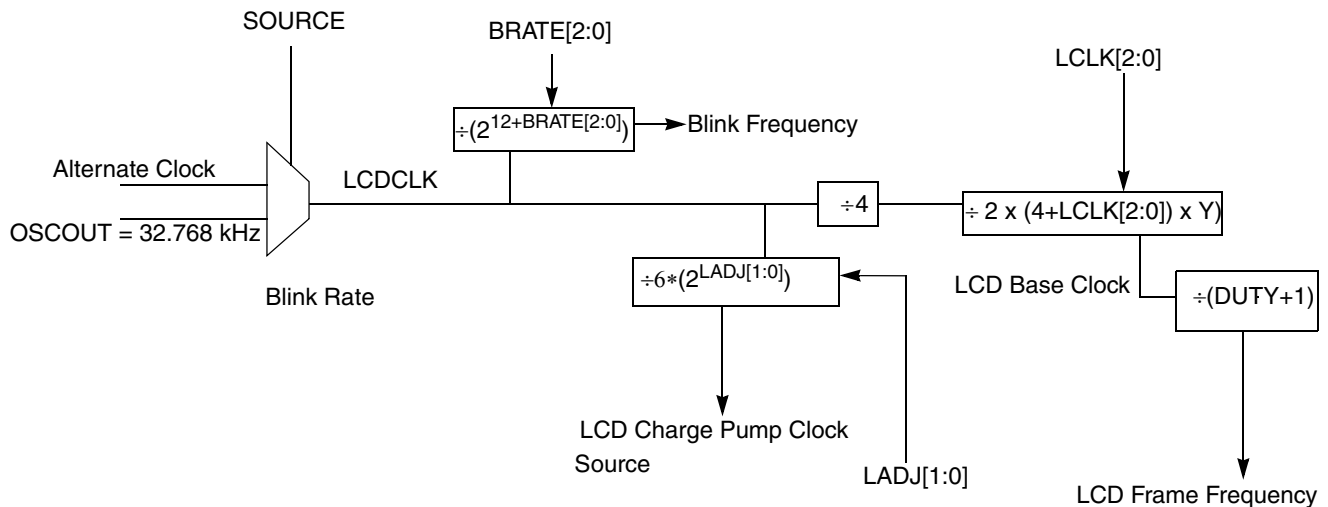 SOURCE
BRATE[2:0]
LCLK[2:0]
÷(2^12+BRATE[2:0])
Blink Frequency
Alternate Clock
LCDCLK
÷4
÷ 2 x (4+LCLK[2:0]) x Y)
OSCOUT = 32.768 kHz
÷6*(2^LADJ[1:0])
LCD Base Clock
Blink Rate
÷(DUTY+1)
LCD Charge Pump Clock
Source
LADJ[1:0]
LCD Frame Frequency